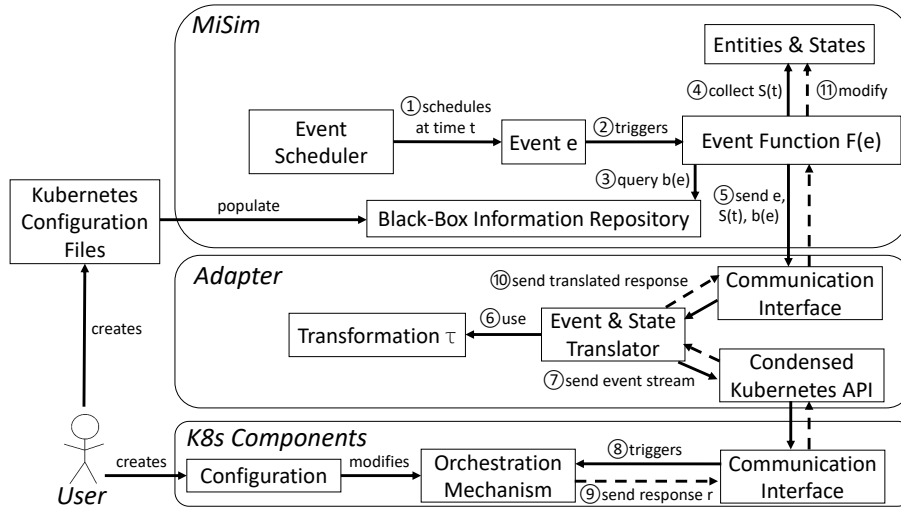 MiSim
Entities & States
④collect S(t)
⑪modify
①schedules
at time t
②triggers
Event
Scheduler
Event e
Event Function F(e)
③query b(e)
⑤send e,
S(t), b(e)
Kubernetes
Configuration
Files
populate
Black-Box Information Repository
Adapter
⑩send translated response
Communication
Interface
creates
Transformation τ
⑥use
Event & State
Translator
⑦send event stream
Condensed
Kubernetes API
K8s Components
creates
Configuration
modifies
Orchestration
Mechanism
⑧triggers
⑨send response r
Communication
Interface
User